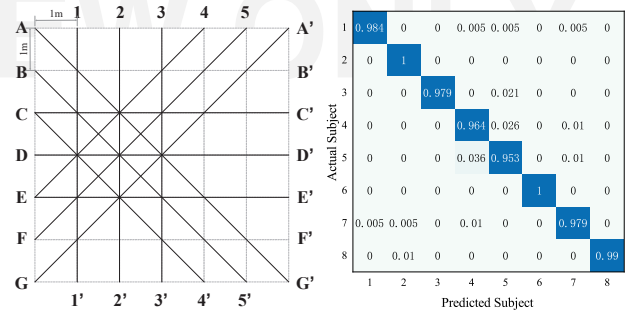 1m
1 2 3 4 5
A A'
1m
B B'
C C'
D D'
E E'
F F'
G G'
1' 2' 3' 4' 5'
Actual Subject
1 0.984 0 0 0.005 0.005 0 0.005 0
2 0 1 0 0 0 0 0 0
3 0 0 0.979 0 0.021 0 0 0
4 0 0 0 0.964 0.026 0 0.01 0
5 0 0 0 0.036 0.953 0 0.01 0
6 0 0 0 0 0 1 0 0
7 0.005 0.005 0 0.01 0 0 0.979 0
8 0 0.01 0 0 0 0 0 0.99
1 2 3 4 5 6 7 8
Predicted Subject